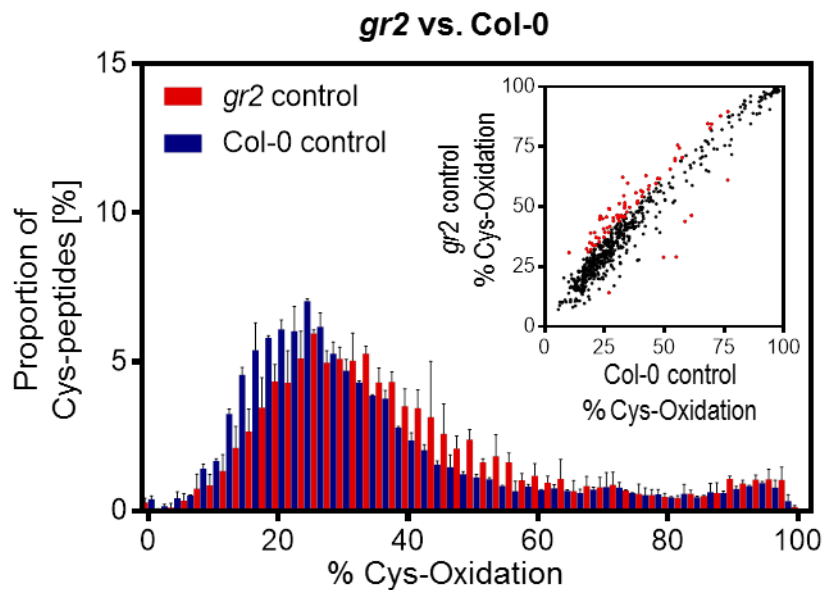 gr2 vs. Col-0
15
10
5
0
Proportion of
Cys-peptides [%]
gr2 control
Col-0 control
0
20
40
60
80
100
% Cys-Oxidation
100
75
50
25
0
gr2 control
% Cys-Oxidation
0
25
50
75
100
Col-0 control
% Cys-Oxidation